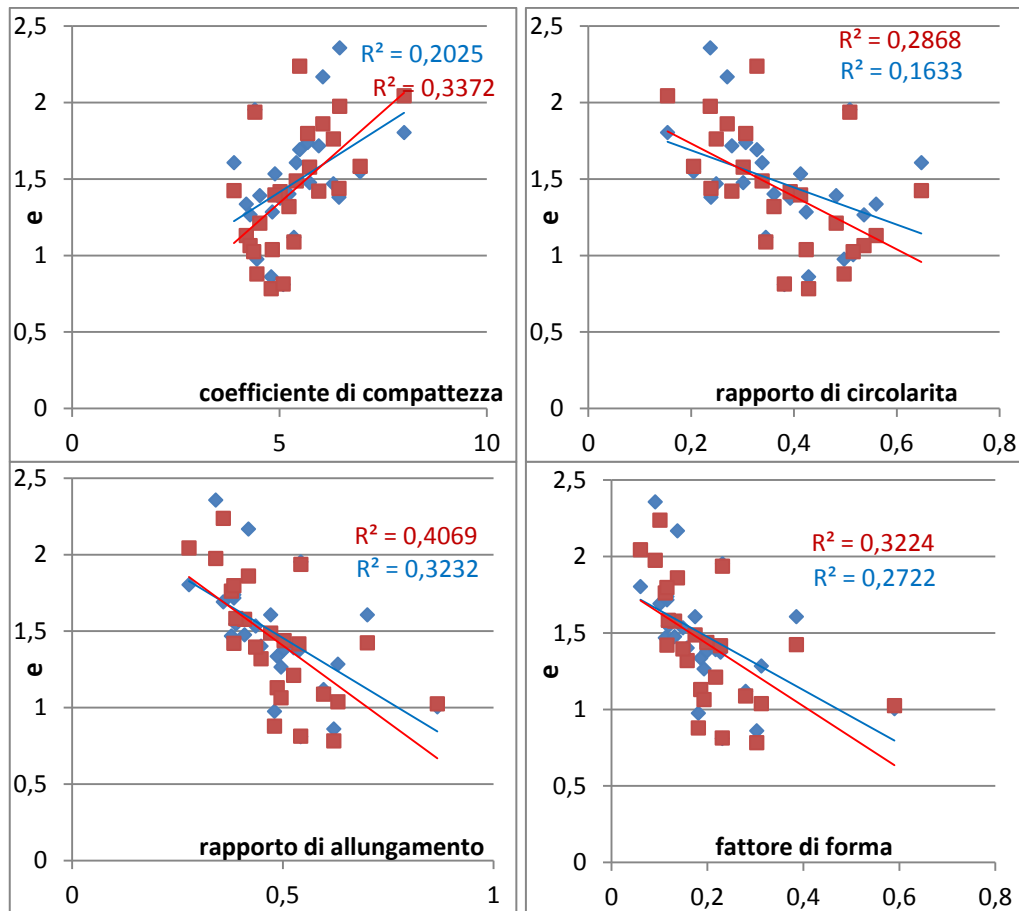 2,5
2
1,5
1
0,5
0
e
R² = 0,2025
R² = 0,3372
coefficiente di compattezza
0 5 10
R² = 0,2868
R² = 0,1633
2,5
2
1,5
1
0,5
0
e
rapporto di circolarita
0 0,2 0,4 0,6 0,8
2,5
2
1,5
1
0,5
0
e
R² = 0,4069
R² = 0,3232
rapporto di allungamento
0 0,5 1
2,5
2
1,5
1
0,5
0
e
R² = 0,3224
R² = 0,2722
fattore di forma
0 0,2 0,4 0,6 0,8